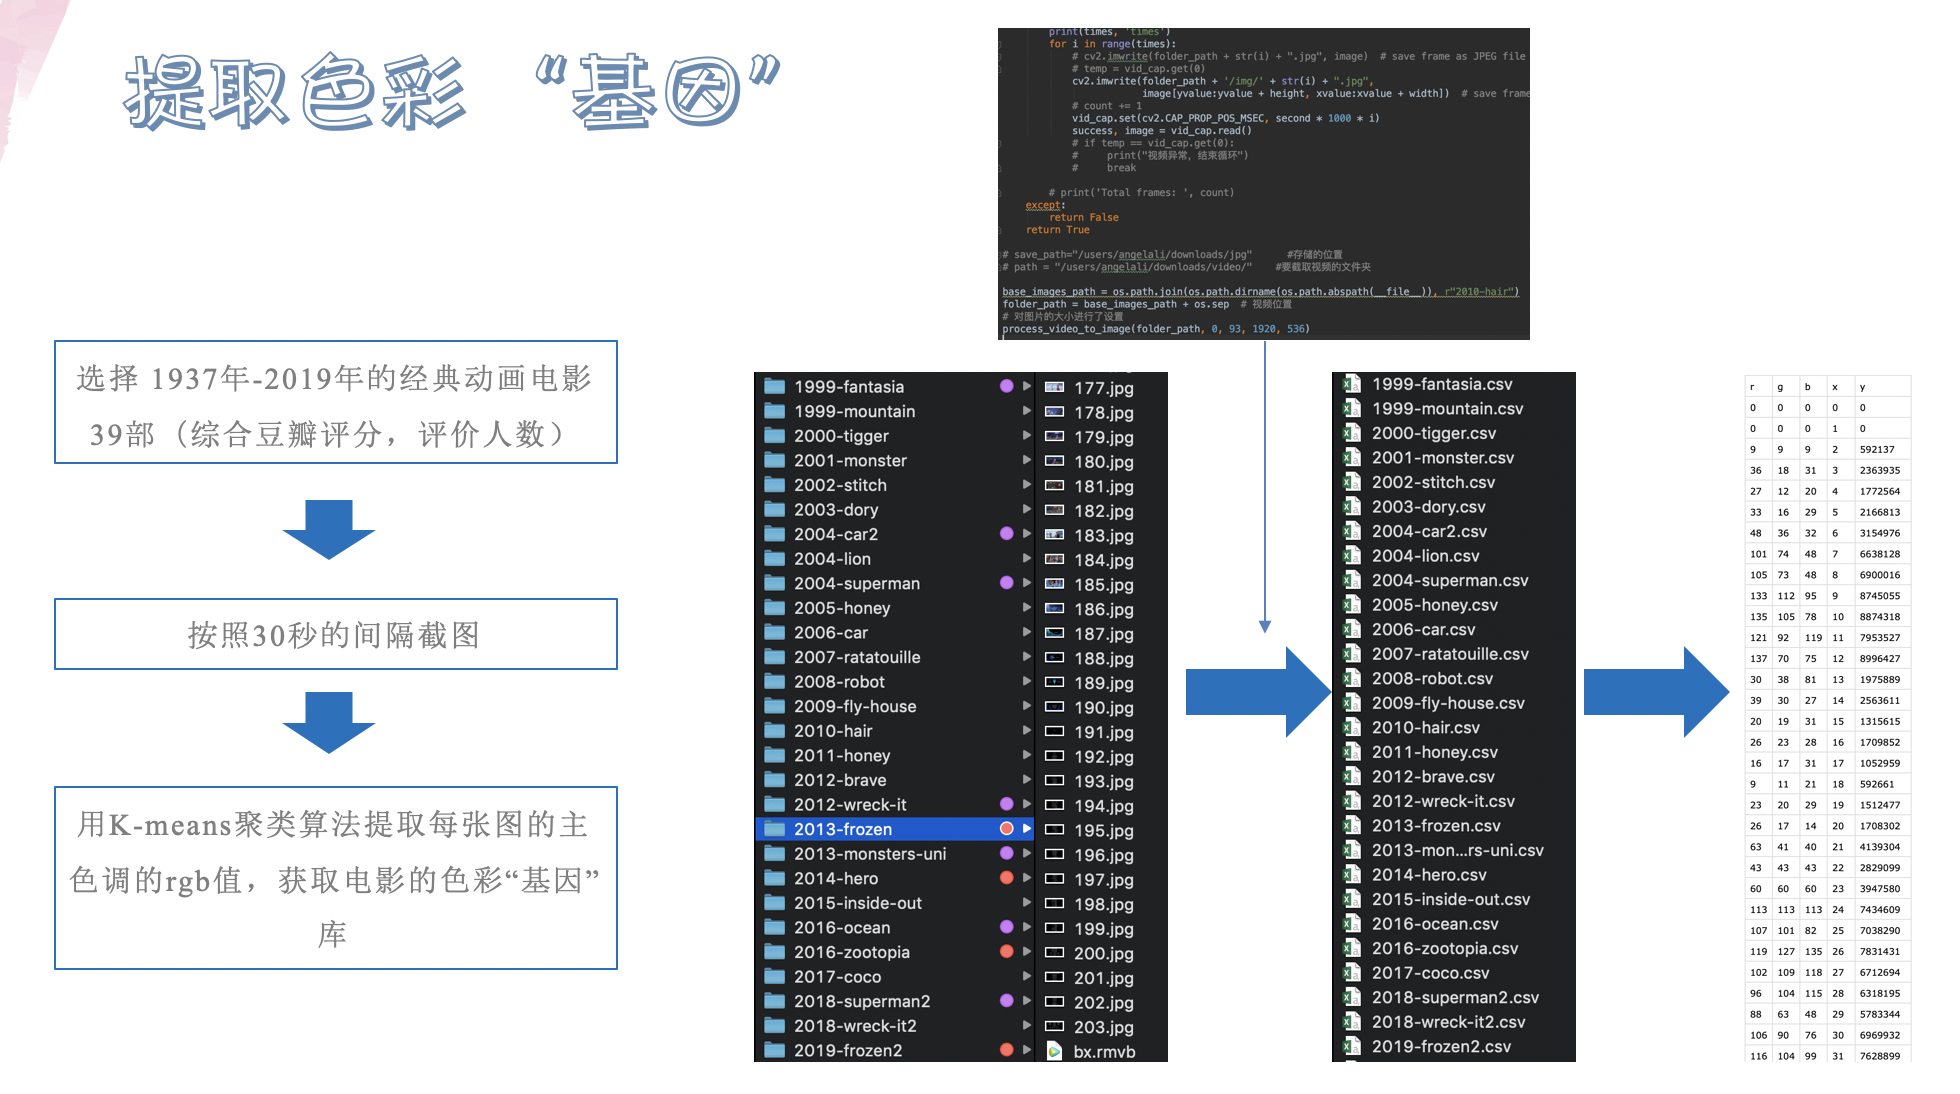 提取色彩 “基因”
print(times, 'times')
for i in range(times):
# cv2.imwrite(folder_path + str(i) + ".jpg", image)  # save frame as JPEG file
# temp = vid_cap.get(0)
cv2.imwrite(folder_path + '/img/' + str(i) + ".jpg",
image[yvalue:yvalue + height, xvalue:xvalue + width])  # save frame
# count += 1
vid_cap.set(cv2.CAP_PROP_POS_MSEC, second * 1000 * i)
success, image = vid_cap.read()
# if temp == vid_cap.get(0):
#     print("视频异常，结束循环")
#     break
# print('Total frames: ', count)
except:
return False
return True
# save_path="/users/angelali/downloads/jpg"      #存储的位置
# path = "/users/angelali/downloads/video/"    #要截取视频的文件夹
base_images_path = os.path.join(os.path.dirname(os.path.abspath(__file__)), r"2010-hair")
folder_path = base_images_path + os.sep  # 视频位置
# 对图片的大小进行了设置
process_video_to_image(folder_path, 0, 93, 1920, 536)
选择 1937年-2019年的经典动画电影
39部（综合豆瓣评分，评价人数）
按照30秒的间隔截图
用K-means聚类算法提取每张图的主
色调的rgb值，获取电影的色彩“基因”
库
1999-fantasia
1999-mountain
2000-tigger
2001-monster
2002-stitch
2003-dory
2004-car2
2004-lion
2004-superman
2005-honey
2006-car
2007-ratatouille
2008-robot
2009-fly-house
2010-hair
2011-honey
2012-brave
2012-wreck-it
2013-frozen
2013-monsters-uni
2014-hero
2015-inside-out
2016-ocean
2016-zootopia
2017-coco
2018-superman2
2018-wreck-it2
2019-frozen2
177.jpg
178.jpg
179.jpg
180.jpg
181.jpg
182.jpg
183.jpg
184.jpg
185.jpg
186.jpg
187.jpg
188.jpg
189.jpg
190.jpg
191.jpg
192.jpg
193.jpg
194.jpg
195.jpg
196.jpg
197.jpg
198.jpg
199.jpg
200.jpg
201.jpg
202.jpg
203.jpg
bx.rmvb
1999-fantasia.csv
1999-mountain.csv
2000-tigger.csv
2001-monster.csv
2002-stitch.csv
2003-dory.csv
2004-car2.csv
2004-lion.csv
2004-superman.csv
2005-honey.csv
2006-car.csv
2007-ratatouille.csv
2008-robot.csv
2009-fly-house.csv
2010-hair.csv
2011-honey.csv
2012-brave.csv
2012-wreck-it.csv
2013-frozen.csv
2013-mon...rs-uni.csv
2014-hero.csv
2015-inside-out.csv
2016-ocean.csv
2016-zootopia.csv
2017-coco.csv
2018-superman2.csv
2018-wreck-it2.csv
2019-frozen2.csv
r g b x y
0 0 0 0 0
0 0 0 1 0
9 9 9 2 592137
36 18 31 3 2363935
27 12 20 4 1772564
33 16 29 5 2166813
48 36 32 6 3154976
101 74 48 7 6638128
105 73 48 8 6900016
133 112 95 9 8745055
135 105 78 10 8874318
121 92 119 11 7953527
137 70 75 12 8996427
30 38 81 13 1975889
39 30 27 14 2563611
20 19 31 15 1315615
26 23 28 16 1709852
16 17 31 17 1052959
9 11 21 18 592661
23 20 29 19 1512477
26 17 14 20 1708302
63 41 40 21 4139304
43 43 43 22 2829099
60 60 60 23 3947580
113 113 113 24 7434609
107 101 82 25 7038290
119 127 135 26 7831431
102 109 118 27 6712694
96 104 115 28 6318195
88 63 48 29 5783344
106 90 76 30 6969932
116 104 99 31 7628899